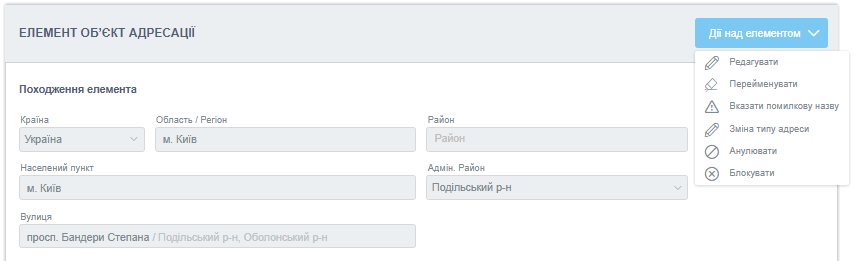 ЕЛЕМЕНТ ОБ'ЄКТ АДРЕСАЦІЇ
Дії над елементом
Редагувати
Перейменувати
Вказати помилкову назву
Зміна типу адреси
Анулювати
Блокувати
Походження елемента
Країна
Область / Регіон
Район
Україна
м. Київ
Район
Населений пункт
Адмін. Район
м. Київ
Подільський р-н
Вулиця
просп. Бандери Степана / Подільський р-н, Оболонський р-н